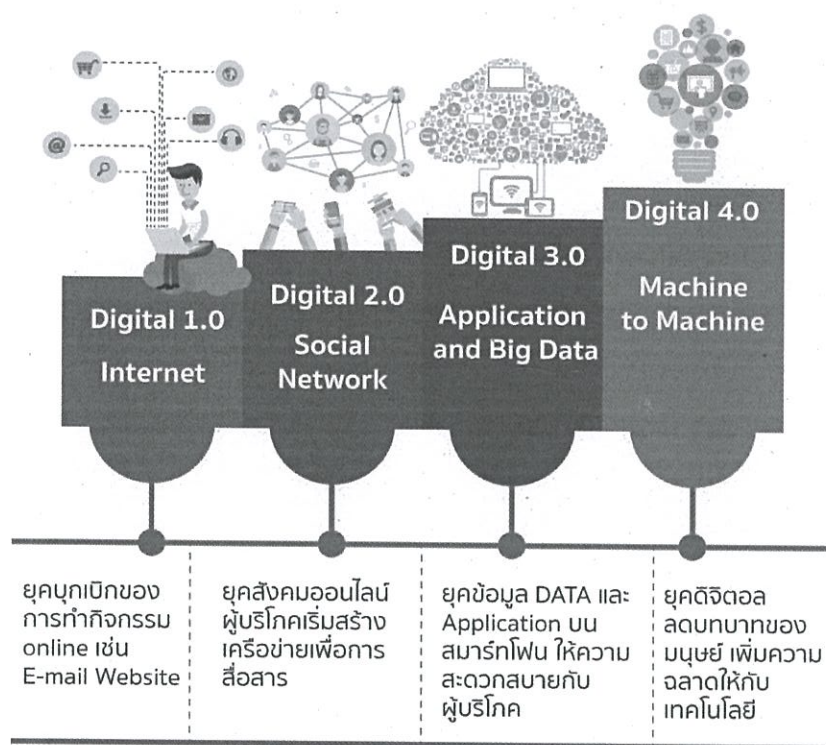 Digital 1.0
Internet
Digital 2.0
Social
Network
Digital 3.0
Application
and Big Data
Digital 4.0
Machine
to Machine
ยุคบุกเบิกของ
การทำกิจกรรม
online เช่น
E-mail Website
ยุคสังคมออนไลน์
ผู้บริโภคเริ่มสร้าง
เครือข่ายเพื่อการ
สื่อสาร
ยุคข้อมูล DATA และ
Application บน
สมาร์ทโฟน ให้ความ
สะดวกสบายกับ
ผู้บริโภค
ยุคดิจิตอล
ลดบทบาทของ
มนุษย์ เพิ่มความ
ฉลาดให้กับ
เทคโนโลยี